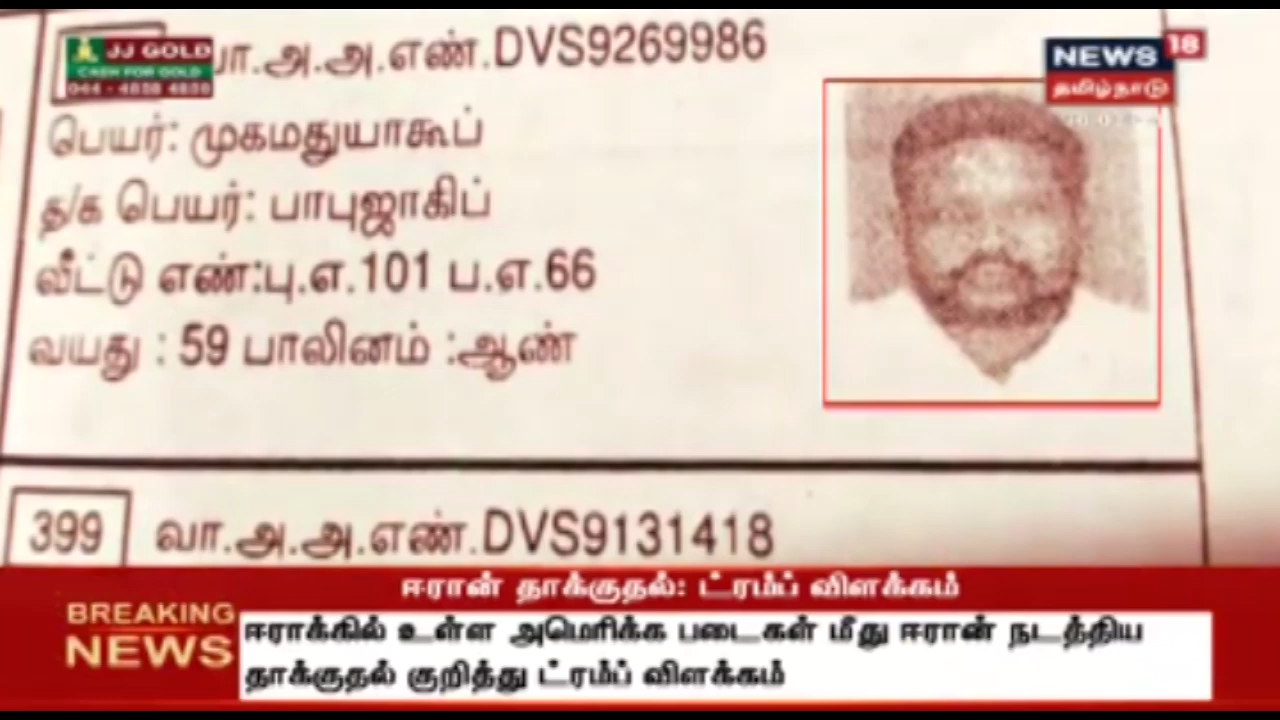 JJ GOLD
CASH FOR GOLD
044 - 4858 4858
NEWS 18
தமிழ்நாடு
வா.அ.அ.எண்.DVS9269986
பெயர்: முகமதுயாகூப்
த/க பெயர்: பாபுஜாகிப்
வீட்டு எண்:பு.எ.101 ப.எ.66
வயது : 59 பாலினம் :ஆண்
399 வா.அ.அ.எண்.DVS9131418
ஈரான் தாக்குதல்: ட்ரம்ப் விளக்கம்
BREAKING
NEWS
ஈராக்கில் உள்ள அமெரிக்க படைகள் மீது ஈரான் நடத்திய
தாக்குதல் குறித்து ட்ரம்ப் விளக்கம்